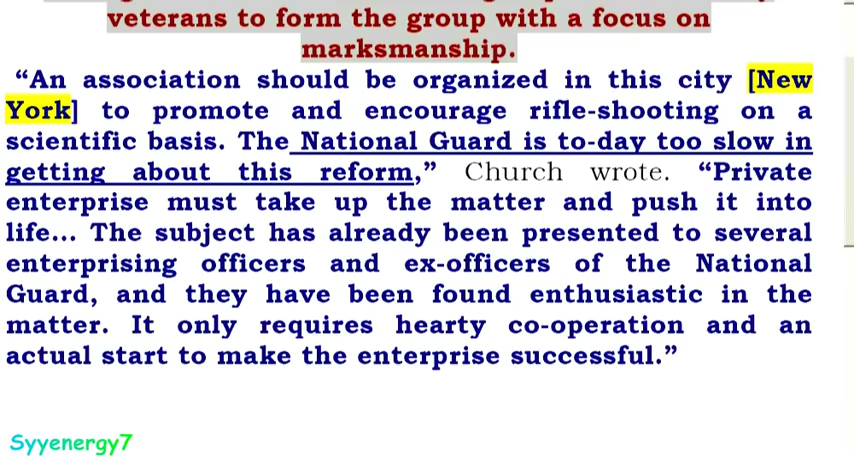 veterans to form the group with a focus on
marksmanship.
“An association should be organized in this city [New
York] to promote and encourage rifle-shooting on a
scientific basis. The National Guard is to-day too slow in
getting about this reform,” Church wrote. “Private
enterprise must take up the matter and push it into
life... The subject has already been presented to several
enterprising officers and ex-officers of the National
Guard, and they have been found enthusiastic in the
matter. It only requires hearty co-operation and an
actual start to make the enterprise successful.”
Syyenergy7